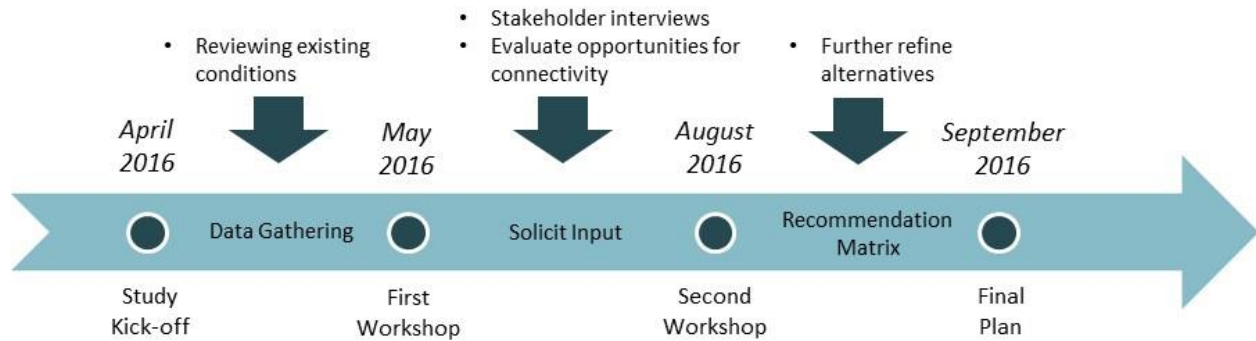 • Reviewing existing
conditions
• Stakeholder interviews
• Evaluate opportunities for
connectivity
• Further refine
alternatives
April
2016
May
2016
August
2016
September
2016
Data Gathering
Solicit Input
Recommendation
Matrix
Study
Kick-off
First
Workshop
Second
Workshop
Final
Plan